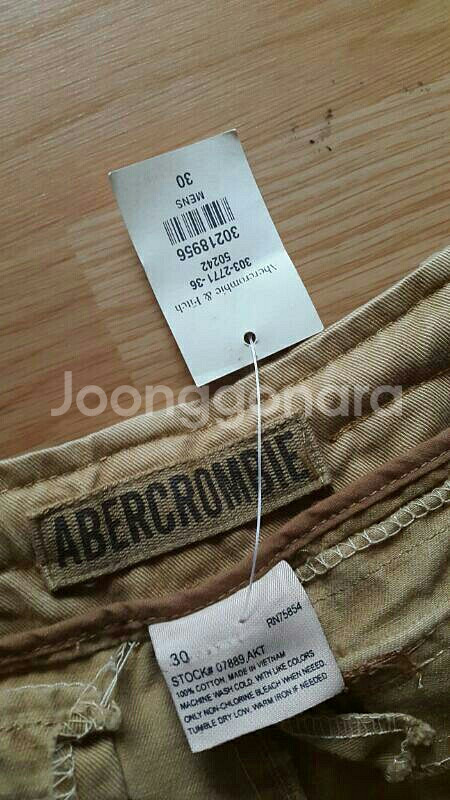 Abercrombie & Fitch
303-2771-36
50242
30218956
MENS
30
Joonggonara
ABERCROMBIE
30
RN75854
STOCK# 07889.AKT
100% COTTON. MADE IN VIETNAM
MACHINE WASH COLD. WITH LIKE COLORS
ONLY NON-CHLORINE BLEACH WHEN NEED.
TUMBLE DRY LOW. WARM IRON IF NEEDED